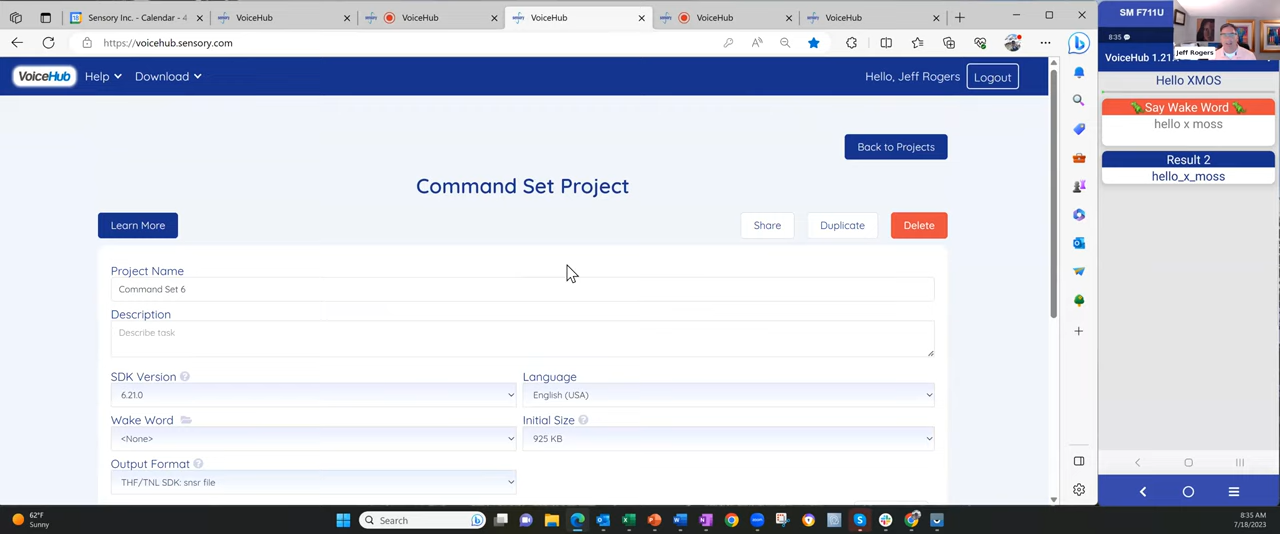 Sensory Inc. - Calendar - 4
VoiceHub
VoiceHub
VoiceHub
VoiceHub
VoiceHub
https://voicehub.sensory.com
VoiceHub
Help
Download
Hello, Jeff Rogers
Logout
Back to Projects
Command Set Project
Learn More
Share
Duplicate
Delete
Project Name
Command Set 6
Description
Describe task
SDK Version
Language
6.21.0
English (USA)
Wake Word
Initial Size
<None>
925 KB
Output Format
THF/TNL SDK: snsr file
SM F711U
8:35
Jeff Rogers
VoiceHub 1.21.
Hello XMOS
Say Wake Word
hello x moss
Result 2
hello_x_moss
62°F
Sunny
Search
8:35 AM
7/18/2023